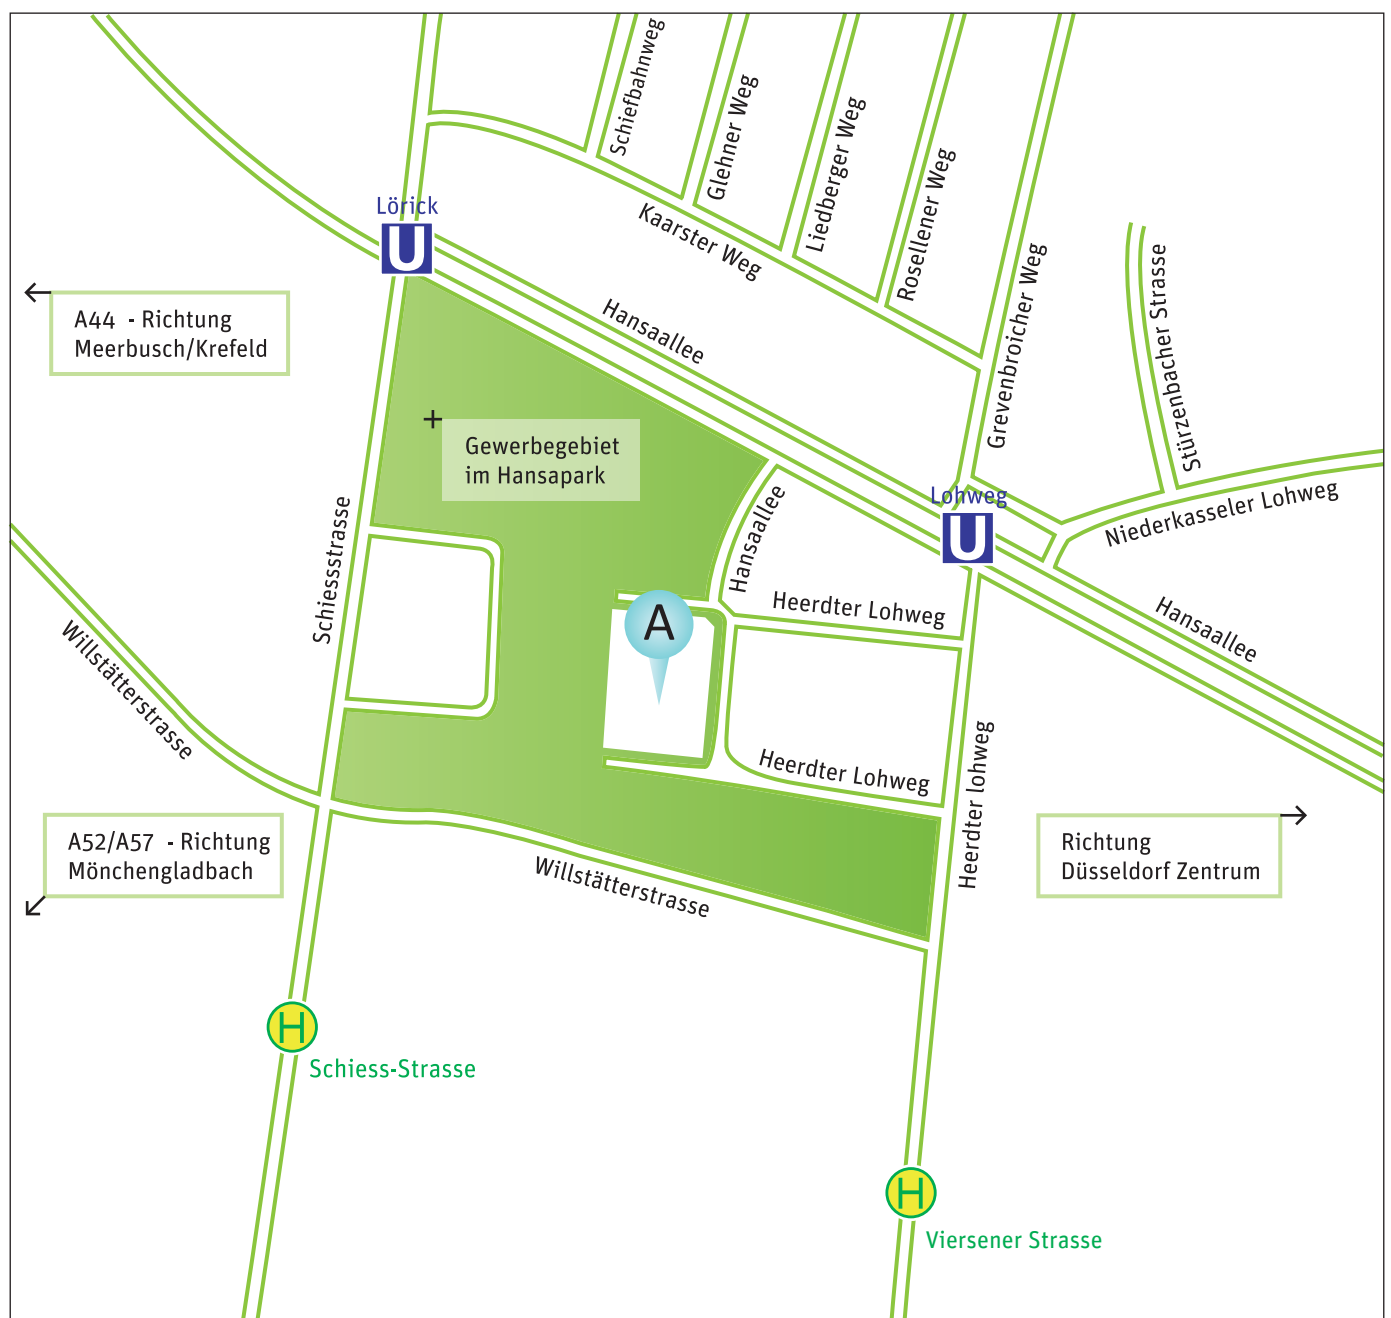 Schiefbahnweg
Glehner Weg
Liedberger Weg
Rosellener Weg
Kaarster Weg
Lörick
U
Grevenbroicher Weg
Stürzenbacher Strasse
A44 - Richtung
Meerbusch/Krefeld
Hansaallee
Gewerbegebiet
im Hansapark
Lohweg
U
Niederkasseler Lohweg
Hansaallee
Schiessstrasse
Heerdter Lohweg
A
Hansaallee
Willstätterstrasse
Heerdter Lohweg
Heerdter lohweg
A52/A57 - Richtung
Mönchengladbach
Richtung
Düsseldorf Zentrum
Willstätterstrasse
H
Schiess-Strasse
H
Viersener Strasse